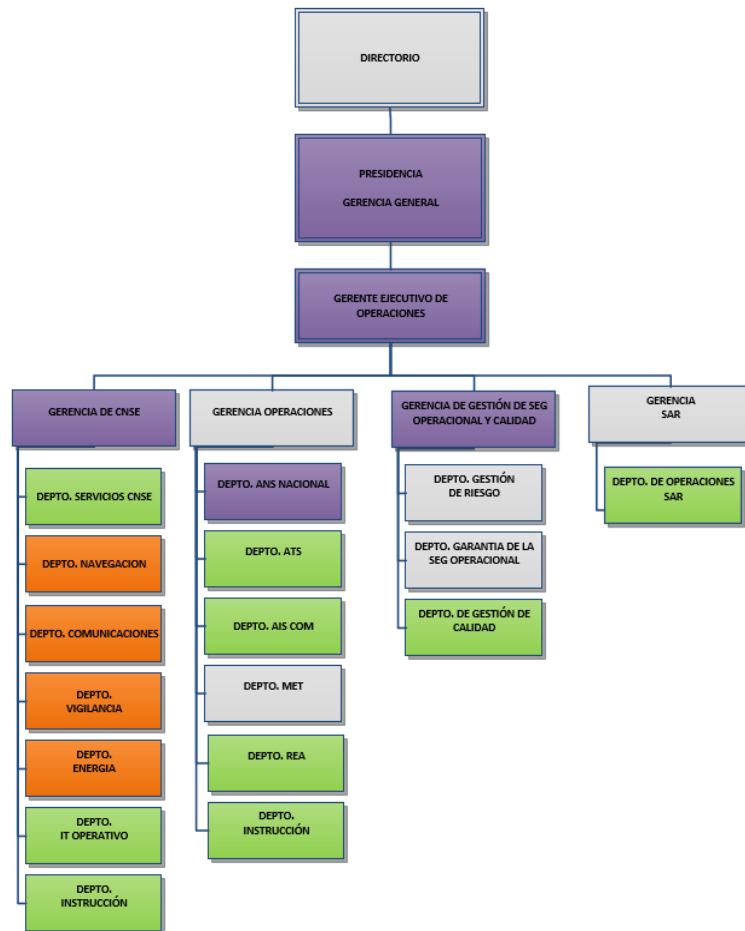 DIRECTORIO
PRESIDENCIA
GERENCIA GENERAL
GERENTE EJECUTIVO DE
OPERACIONES
GERENCIA DE CNSE
DEPTO. SERVICIOS CNSE
DEPTO. NAVEGACION
DEPTO. COMUNICACIONES
DEPTO.
VIGILANCIA
DEPTO.
ENERGIA
DEPTO.
IT OPERATIVO
DEPTO.
INSTRUCCIÓN
GERENCIA OPERACIONES
DEPTO. ANS NACIONAL
DEPTO. ATS
DEPTO. AIS COM
DEPTO. MET
DEPTO. REA
DEPTO.
INSTRUCCIÓN
GERENCIA DE GESTIÓN DE SEG
OPERACIONAL Y CALIDAD
DEPTO. GESTIÓN
DE RIESGO
DEPTO. GARANTIA DE LA
SEG OPERACIONAL
DEPTO. DE GESTIÓN DE
CALIDAD
GERENCIA
SAR
DEPTO. DE OPERACIONES
SAR